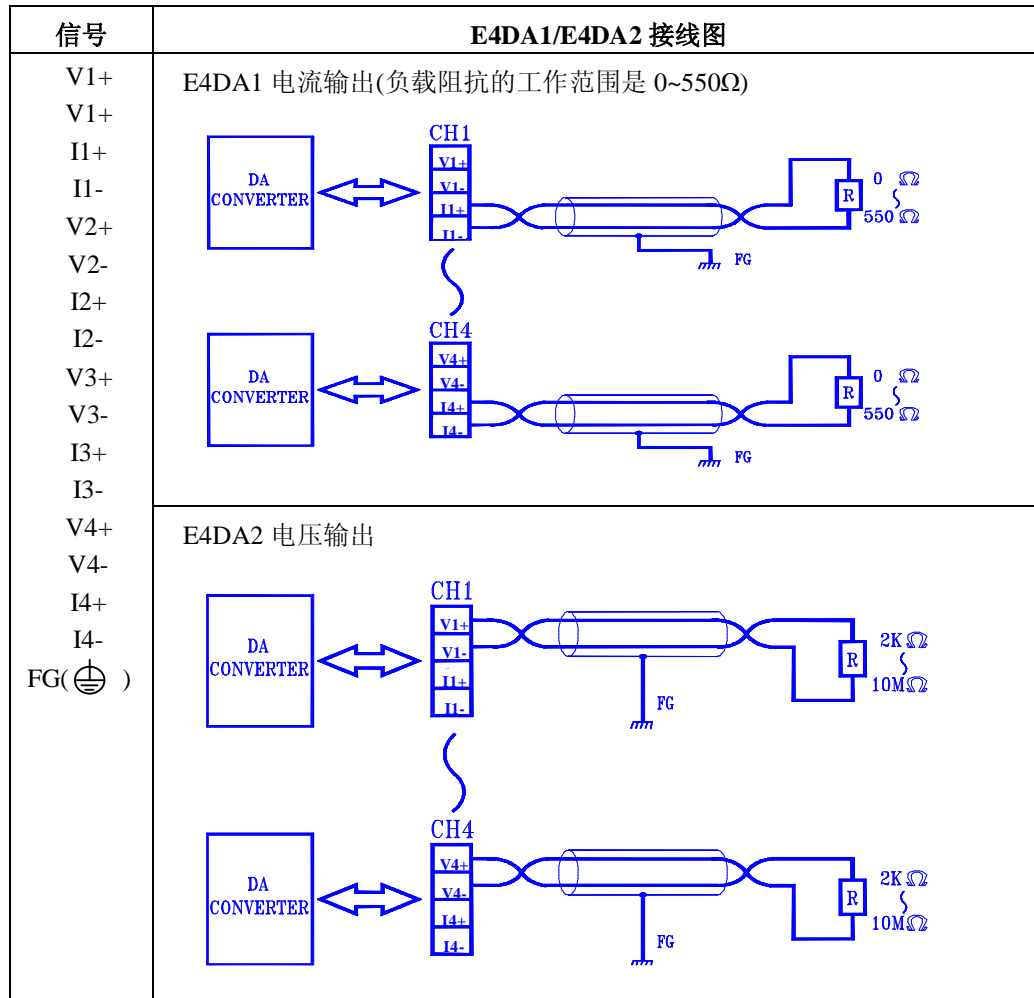 信号
E4DA1/E4DA2 接线图
V1+
V1+
I1+
I1-
V2+
V2-
I2+
I2-
V3+
V3-
I3+
I3-
V4+
V4-
I4+
I4-
FG( )
E4DA1 电流输出(负载阻抗的工作范围是 0~550Ω)
CH1
DA
CONVERTER
V1+
V1-
I1+
I1-
0 Ω
R
550 Ω
FG
CH4
DA
CONVERTER
V4+
V4-
I4+
I4-
0 Ω
R
550 Ω
FG
E4DA2 电压输出
CH1
DA
CONVERTER
V1+
V1-
I1+
I1-
2K Ω
R
10MΩ
FG
CH4
DA
CONVERTER
V4+
V4-
I4+
I4-
2K Ω
R
10MΩ
FG